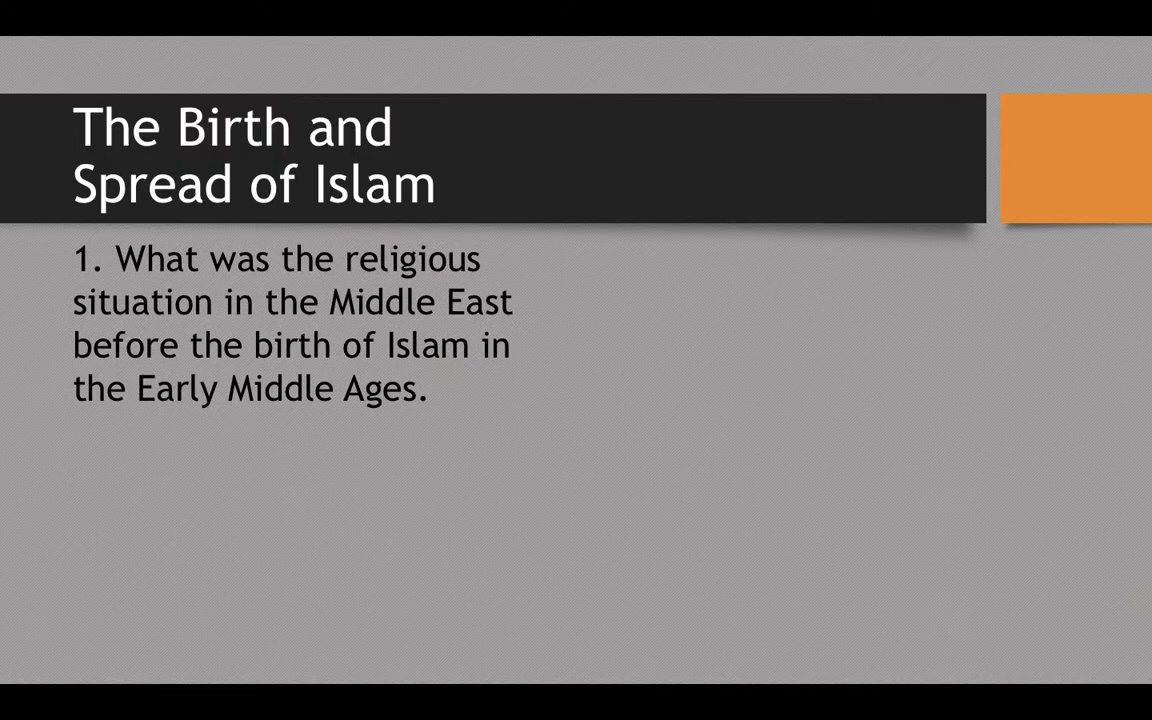 The Birth and
Spread of Islam
1. What was the religious
situation in the Middle East
before the birth of Islam in
the Early Middle Ages.